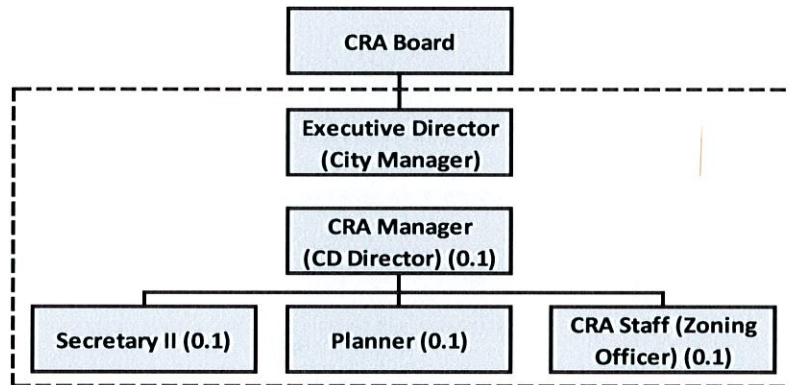 CRA Board
Executive Director
(City Manager)
CRA Manager
(CD Director) (0.1)
Secretary II (0.1)
Planner (0.1)
CRA Staff (Zoning
Officer) (0.1)